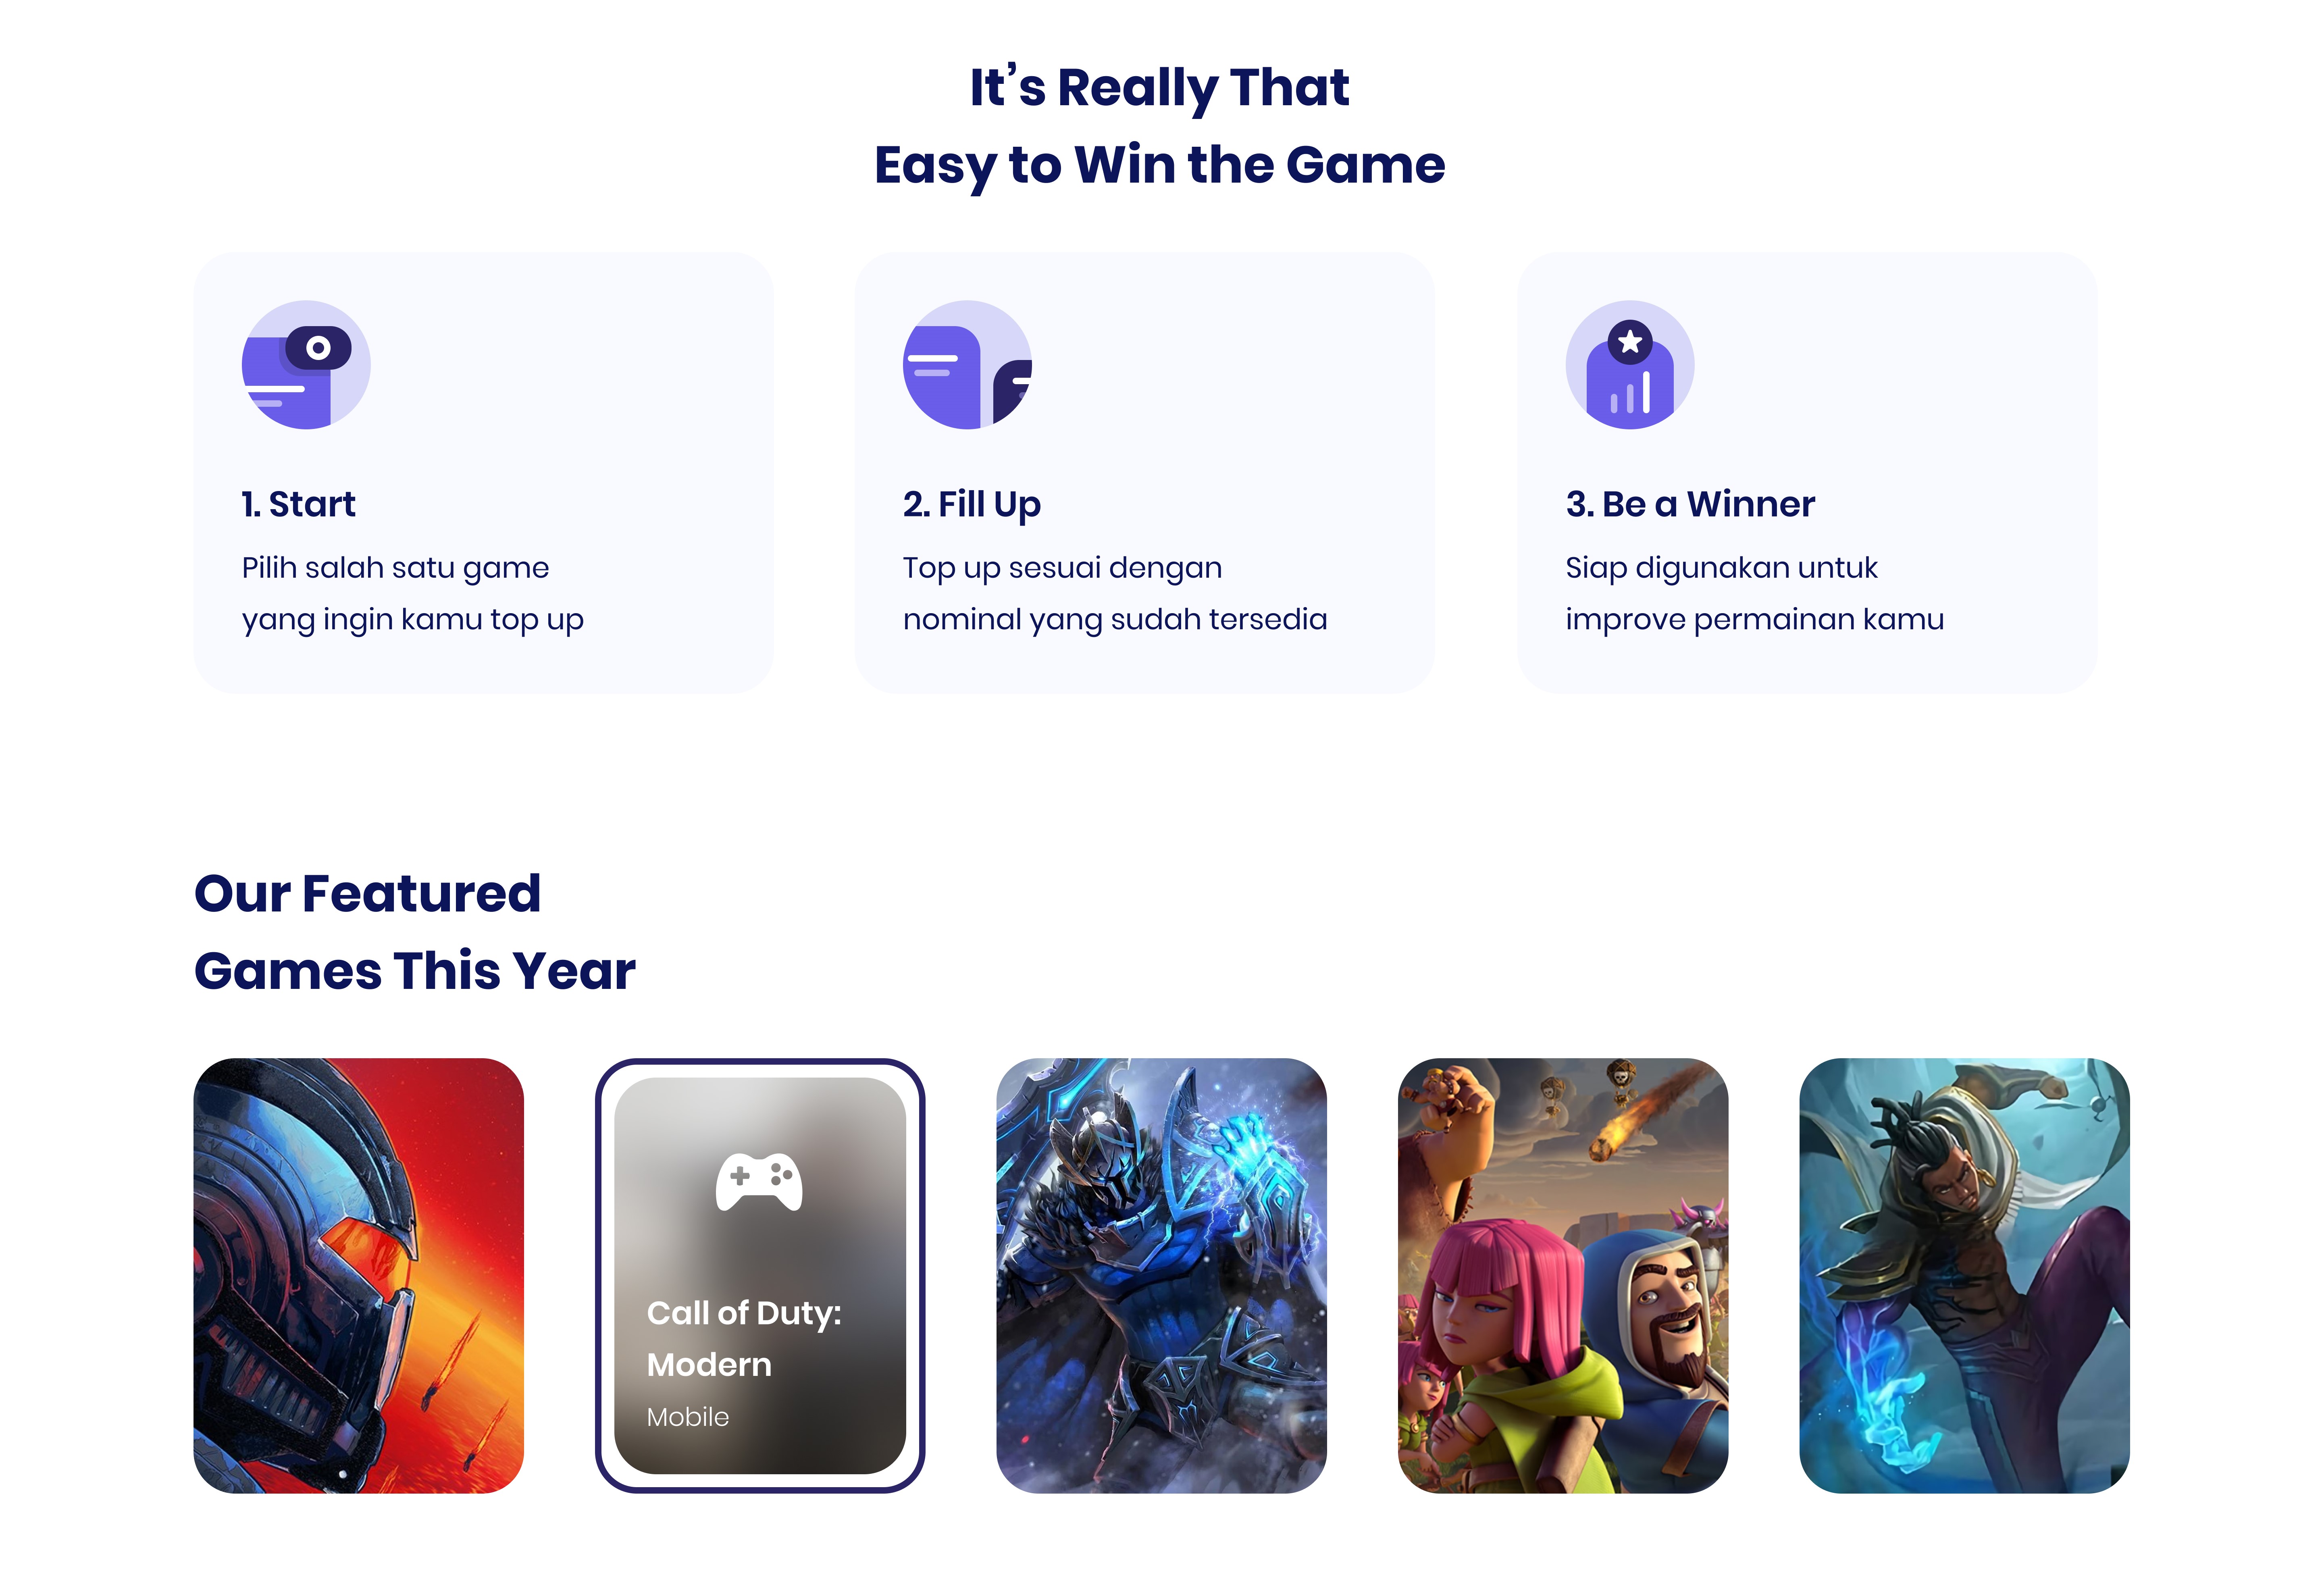 It’s Really That
Easy to Win the Game
1. Start
Pilih salah satu game
yang ingin kamu top up
2. Fill Up
Top up sesuai dengan
nominal yang sudah tersedia
3. Be a Winner
Siap digunakan untuk
improve permainan kamu
Our Featured
Games This Year
Call of Duty:
Modern
Mobile